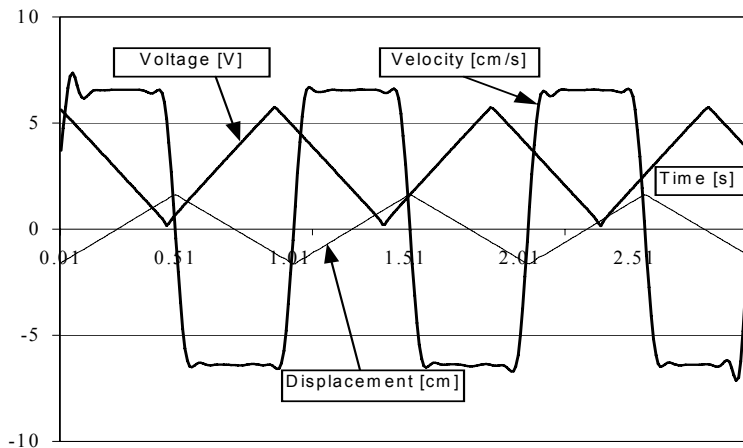 10
Voltage [V]
Velocity [cm/s]
5
Time [s]
0
0.01
0.51
1.01
1.51
2.01
2.51
-5
Displacement [cm]
-10